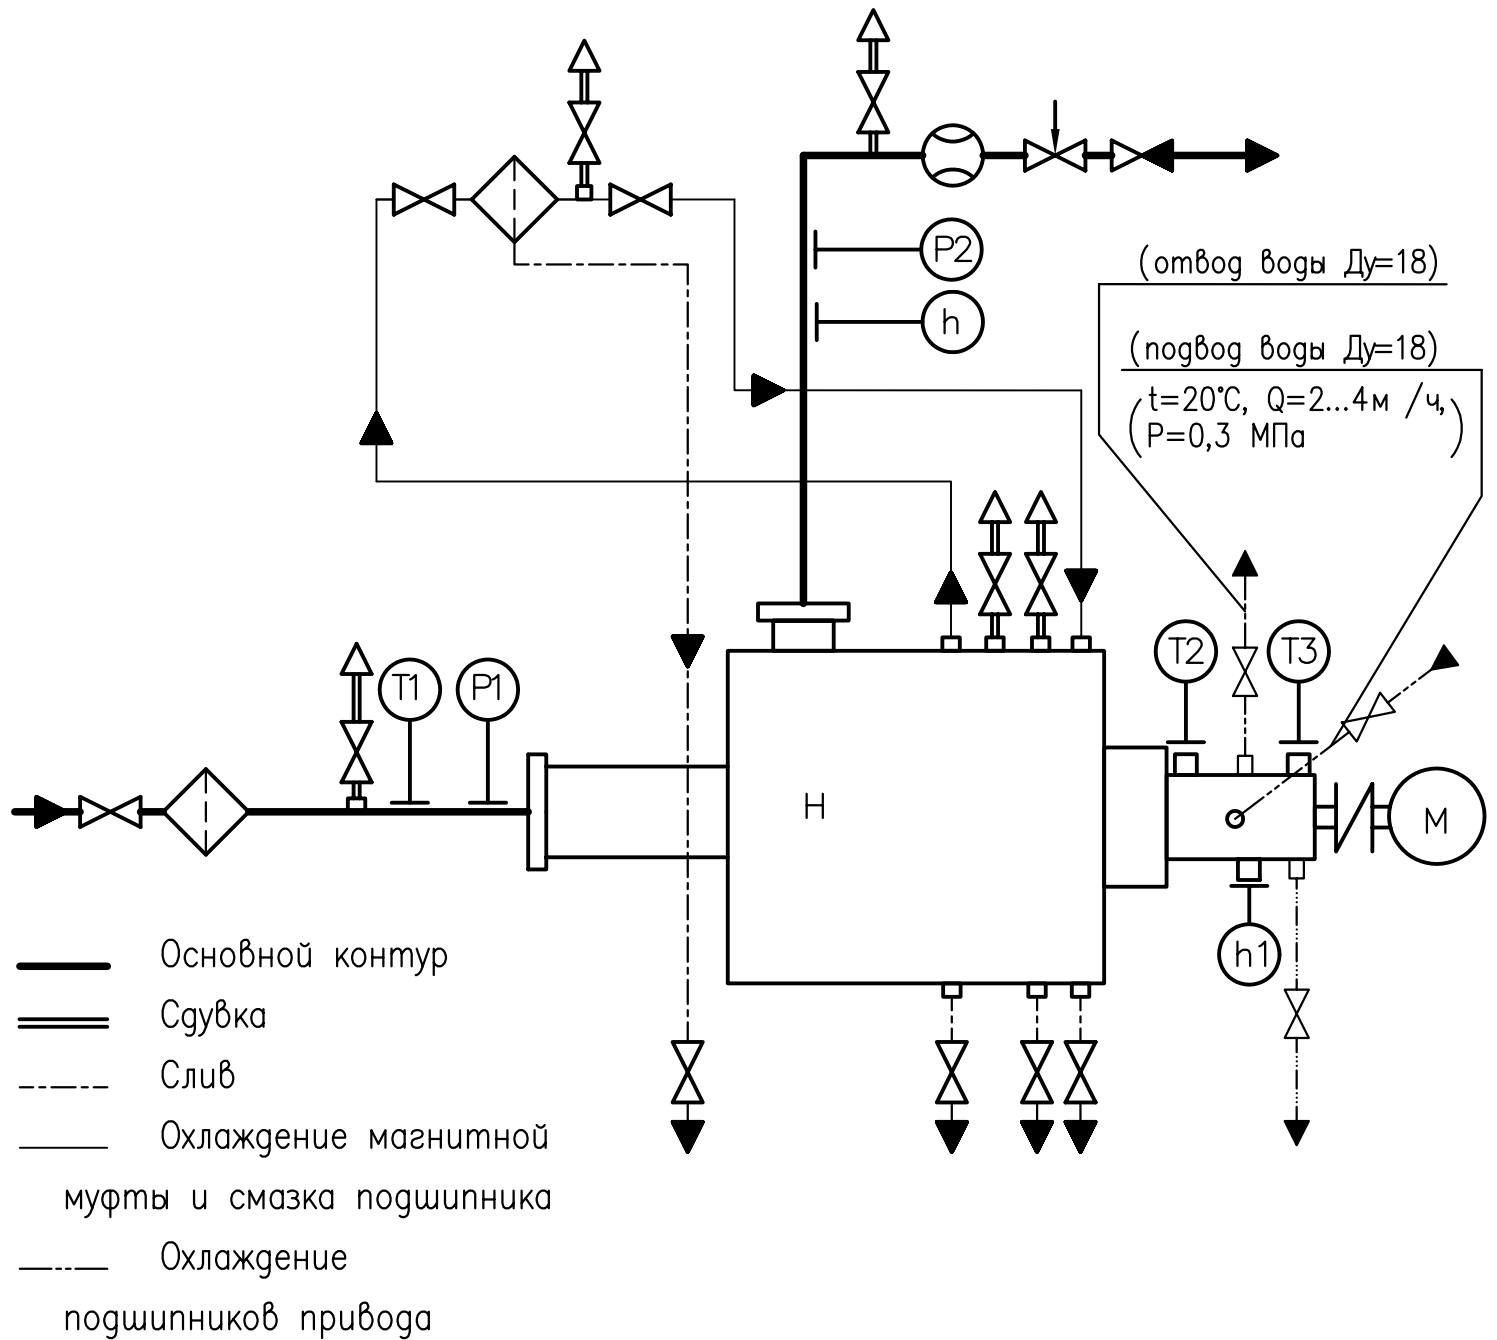 P2
(отвод воды Ду=18)
h
(подвод воды Ду=18)
(t=20°C, Q=2...4м /ч,
P=0,3 МПа)
T1
P1
T2
T3
H
M
h1
Основной контур
Сдувка
Слив
Охлаждение магнитной
муфты и смазка подшипника
Охлаждение
подшипников привода